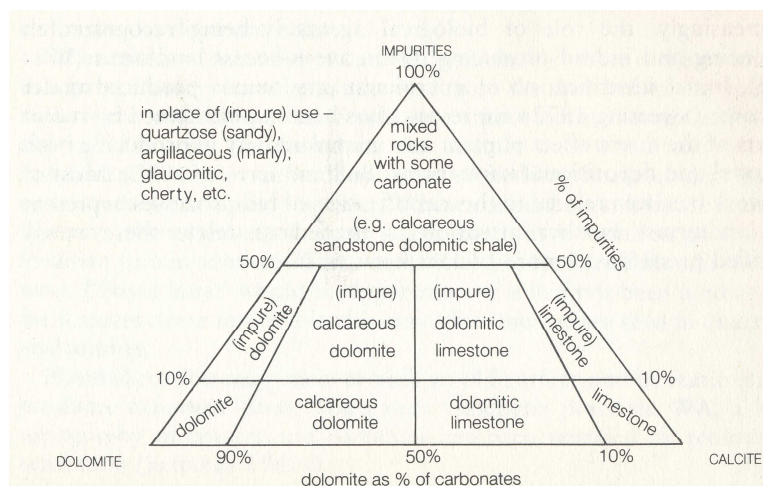 IMPURITIES
100%
in place of (impure) use –
quartzose (sandy),
argillaceous (marly),
glauconitic,
cherty, etc.
mixed
rocks
with some
carbonate
(e.g. calcareous
sandstone dolomitic shale)
% of impurities
50%
50%
(impure)
dolomite
(impure)
calcareous
dolomite
(impure)
dolomitic
limestone
(impure)
limestone
10%
10%
dolomite
calcareous
dolomite
dolomitic
limestone
limestone
DOLOMITE
90%
50%
10%
CALCITE
dolomite as % of carbonates